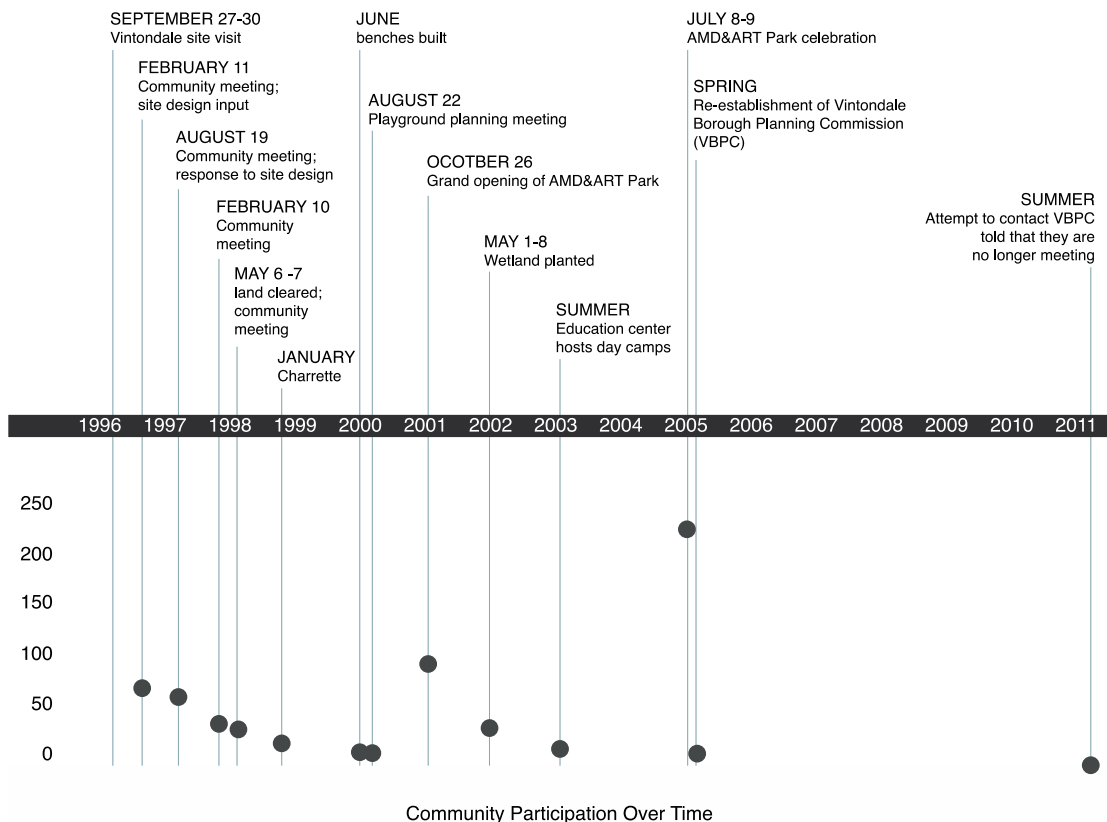 SEPTEMBER 27-30
Vintondale site visit
FEBRUARY 11
Community meeting;
site design input
AUGUST 19
Community meeting;
response to site design
FEBRUARY 10
Community
meeting
MAY 6 -7
land cleared;
community
meeting
JANUARY
Charrette
JUNE
benches built
AUGUST 22
Playground planning meeting
OCOTBER 26
Grand opening of AMD&ART Park
MAY 1-8
Wetland planted
SUMMER
Education center
hosts day camps
JULY 8-9
AMD&ART Park celebration
SPRING
Re-establishment of Vintondale
Borough Planning Commission
(VBPC)
SUMMER
Attempt to contact VBPC
told that they are
no longer meeting
1996 1997 1998 1999 2000 2001 2002 2003 2004 2005 2006 2007 2008 2009 2010 2011
250
200
150
100
50
0
Community Participation Over Time